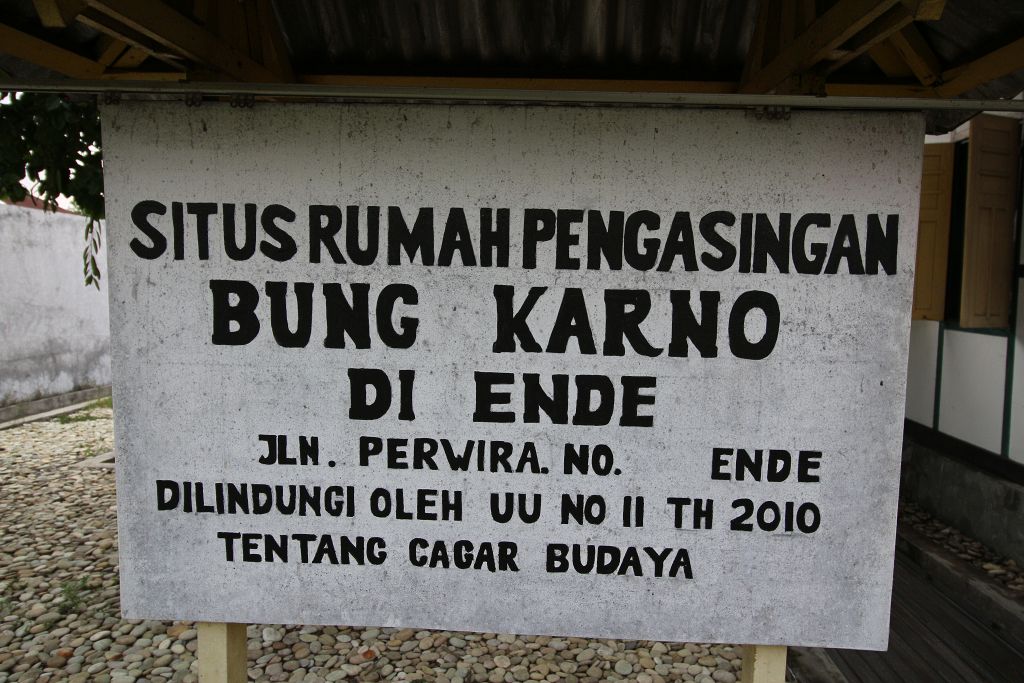 SITUS RUMAH PENGASINGAN
BUNG KARNO
DI ENDE
JLN. PERWIRA. NO. ENDE
DILINDUNGI OLEH UU NO 11 TH 2010
TENTANG CAGAR BUDAYA